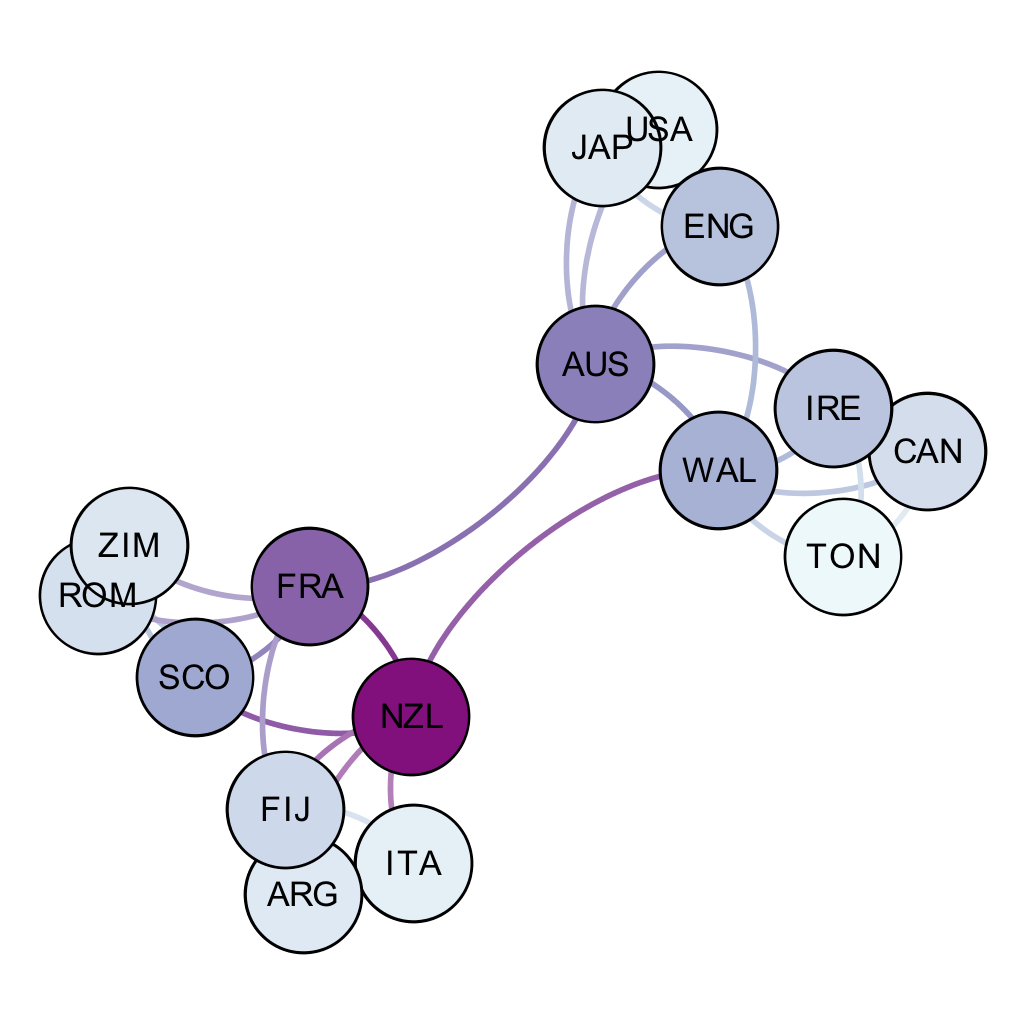 USA
JAP
ENG
AUS
IRE
CAN
WAL
ZIM
TON
FRA
ROM
SCO
NZL
FIJ
ITA
ARG